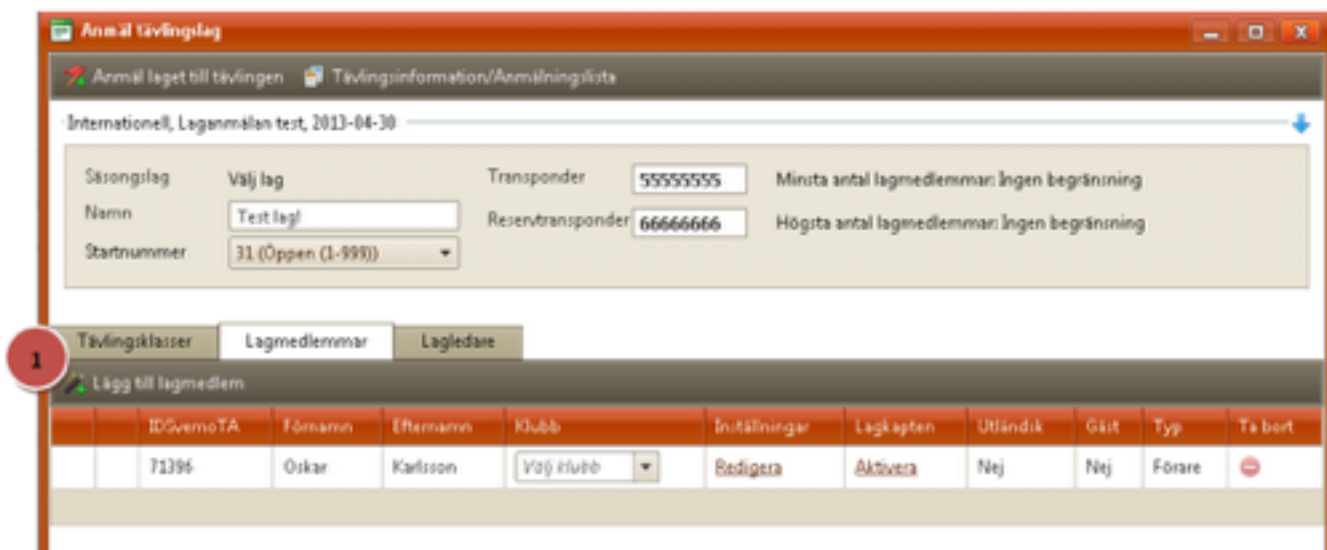 Anmäl tävlingslag
Anmäl laget till tävlingen Tävlingsinformation/Anmälningslista
Internationell, Laganmälan test, 2013-04-30
Säsongslag Välj lag Transponder 55555555 Minsta antal lagmedlemmar: Ingen begränsning
Namn Test lag! Reservtransponder 66666666 Högsta antal lagmedlemmar: Ingen begränsning
Startnummer 31 (Öppen (1-999))
Tävlingsklasser Lagmedlemmar Lagledare
1
Lägg till lagmedlem
IDSvemoTA Förnamn Efternamn Klubb Inställningar Lagkapten Utländsk Gäst Typ Ta bort
71396 Oskar Karlsson Välj klubb Redigera Aktivera Nej Nej Förare